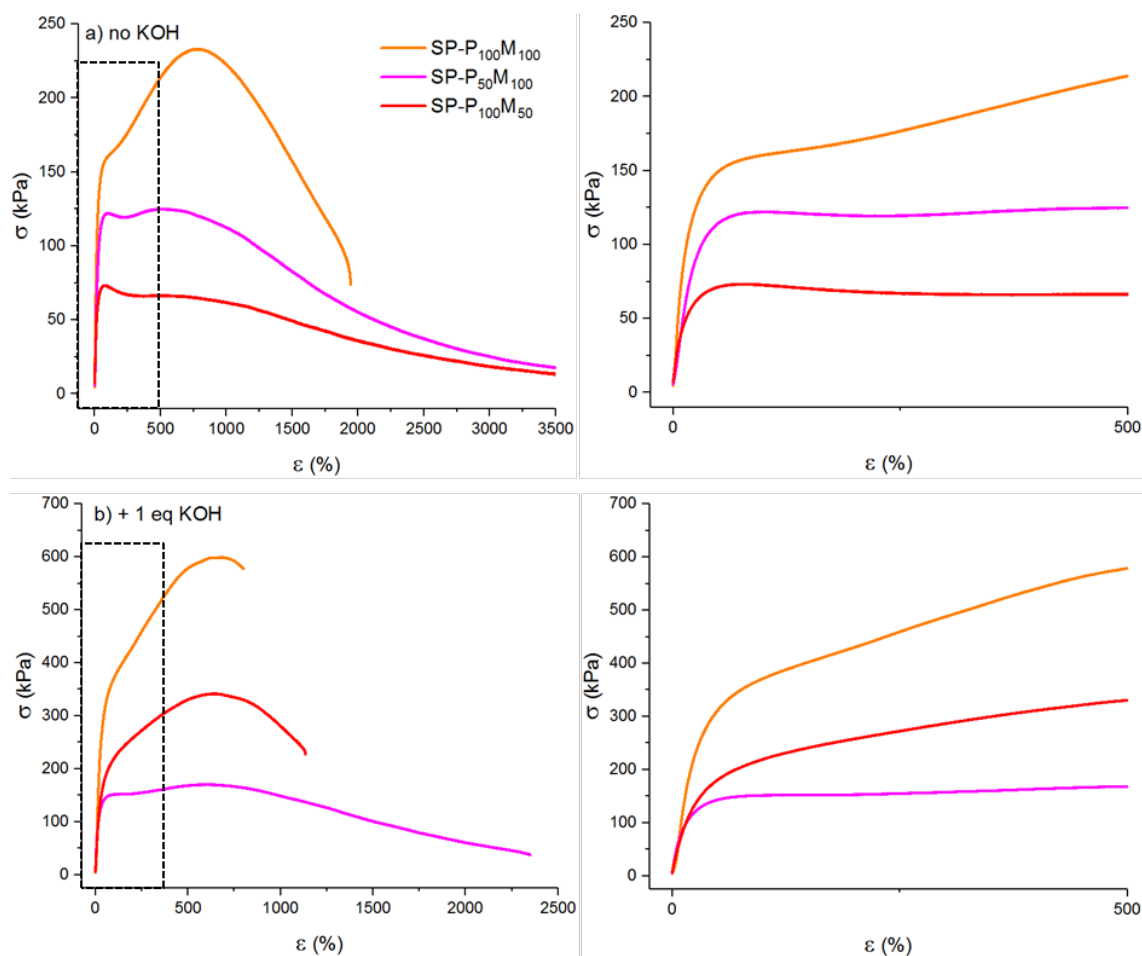 a) no KOH
SP-P₁₀₀M₁₀₀
SP-P₅₀M₁₀₀
SP-P₁₀₀M₅₀
250
200
150
100
50
0
σ (kPa)
0 500 1000 1500 2000 2500 3000 3500
ε (%)
250
200
150
100
50
0
σ (kPa)
0 500
ε (%)
b) + 1 eq KOH
700
600
500
400
300
200
100
0
σ (kPa)
0 500 1000 1500 2000 2500
ε (%)
700
600
500
400
300
200
100
0
σ (kPa)
0 500
ε (%)